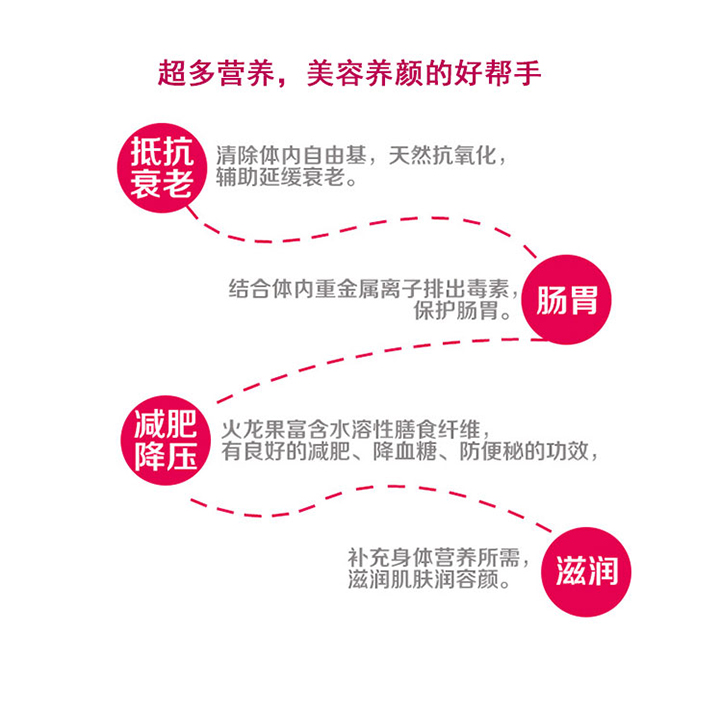 超多营养，美容养颜的好帮手
抵抗
衰老
清除体内自由基，天然抗氧化，
辅助延缓衰老。
结合体内重金属离子排出毒素，
保护肠胃。
肠胃
减肥
降压
火龙果富含水溶性膳食纤维，
有良好的减肥、降血糖、防便秘的功效，
补充身体营养所需，
滋润肌肤润容颜。
滋润